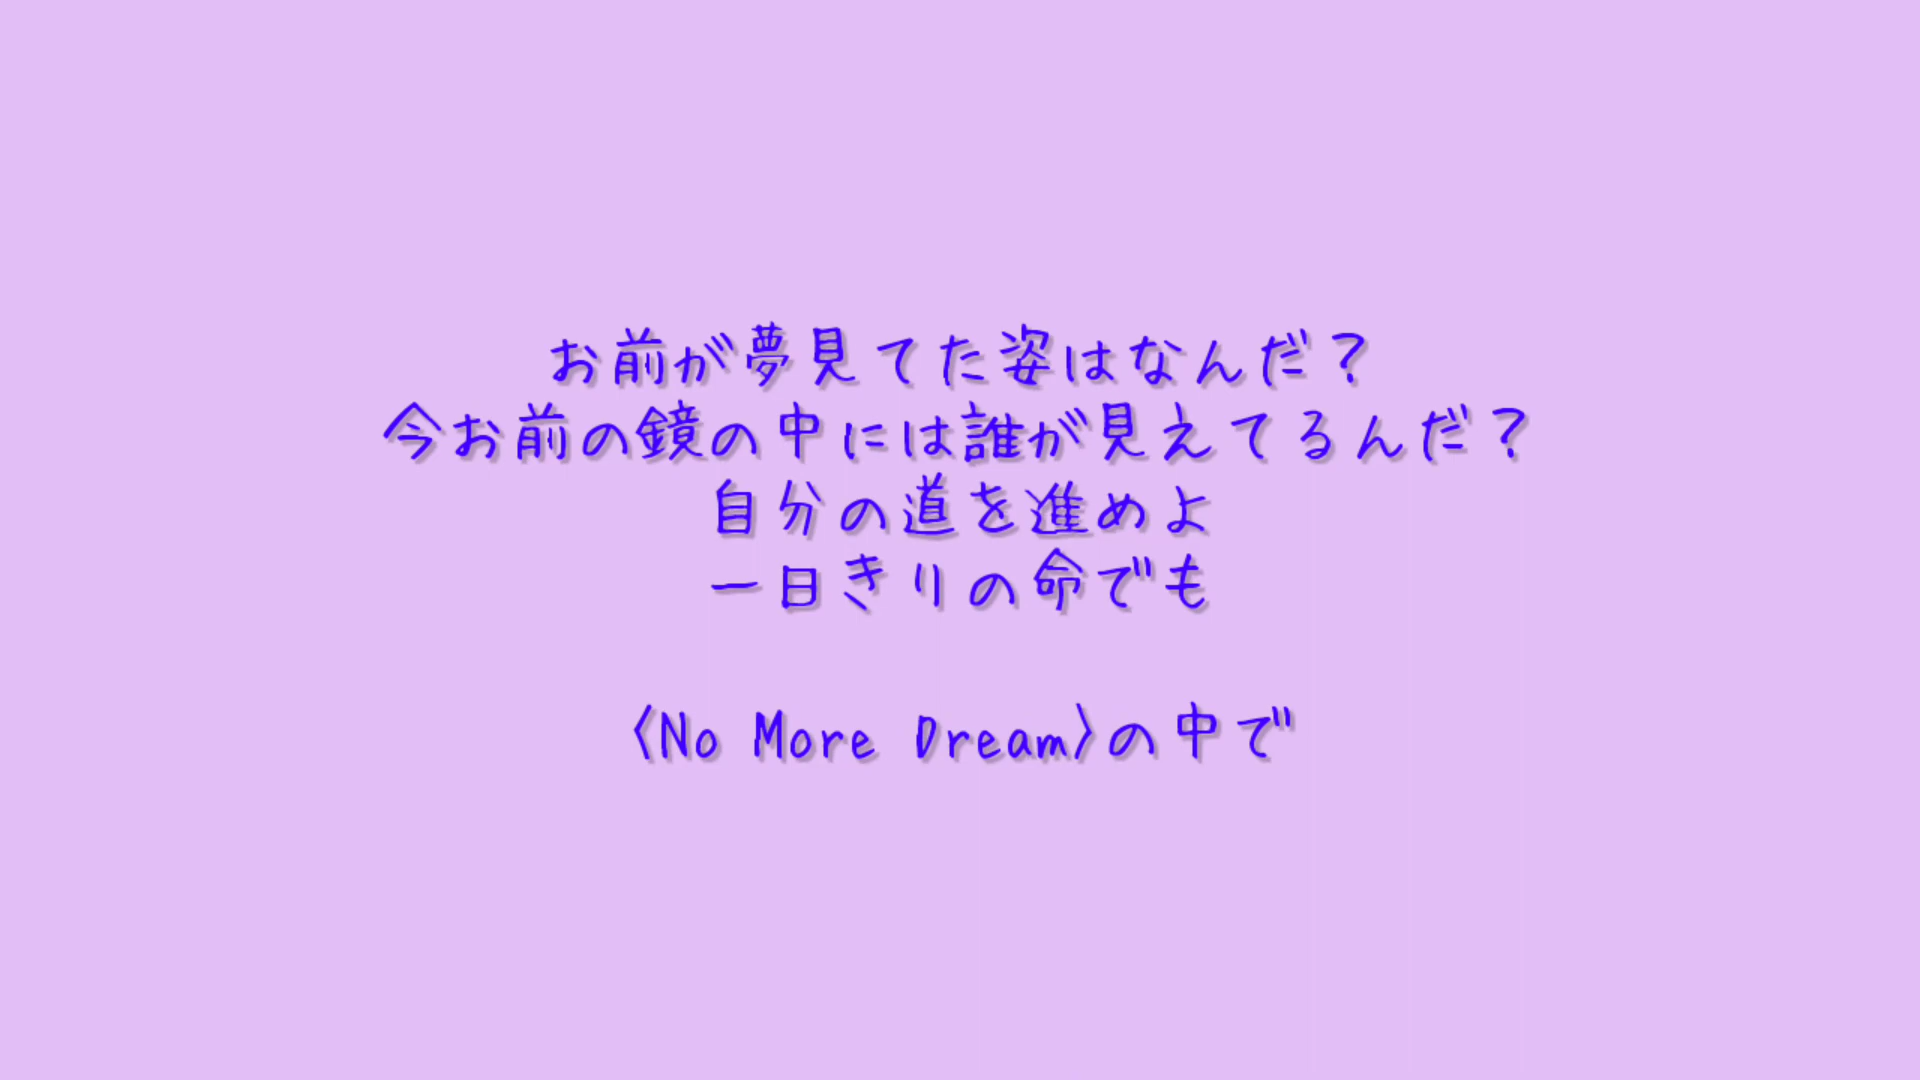 お前が夢見てた姿はなんだ？
今お前の鏡の中には誰が見えてるんだ？
自分の道を進めよ
一日きりの命でも
〈No More Dream〉の中で